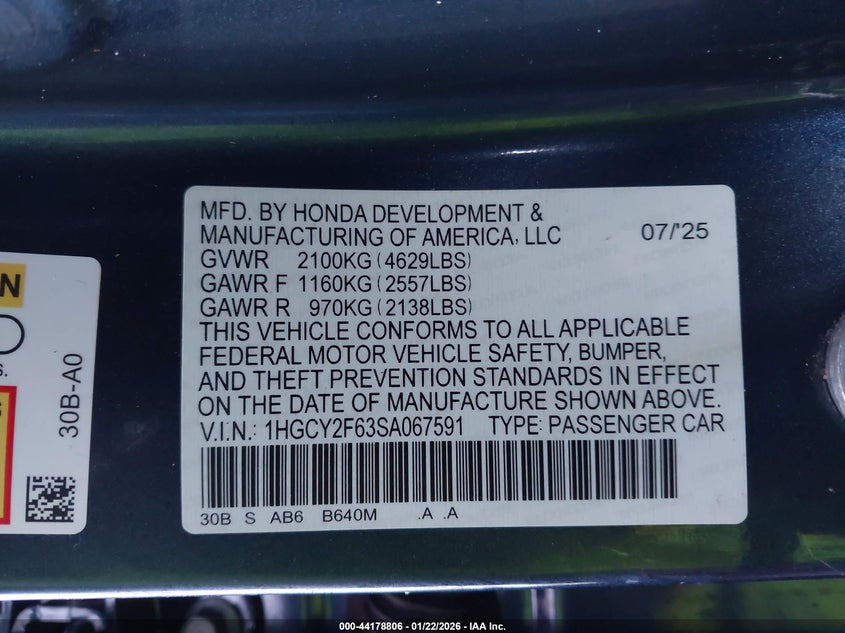 MFD. BY HONDA DEVELOPMENT &
MANUFACTURING OF AMERICA, LLC 07/'25
GVWR 2100KG (4629LBS)
GAWR F 1160KG (2557LBS)
GAWR R 970KG (2138LBS)
THIS VEHICLE CONFORMS TO ALL APPLICABLE
FEDERAL MOTOR VEHICLE SAFETY, BUMPER,
AND THEFT PREVENTION STANDARDS IN EFFECT
ON THE DATE OF MANUFACTURE SHOWN ABOVE.
V.I.N.: 1HGCY2F63SA067591 TYPE: PASSENGER CAR
30B S AB6 B640M .A .A
30B-A0
000-44178806 - 01/22/2026 - IAA Inc.